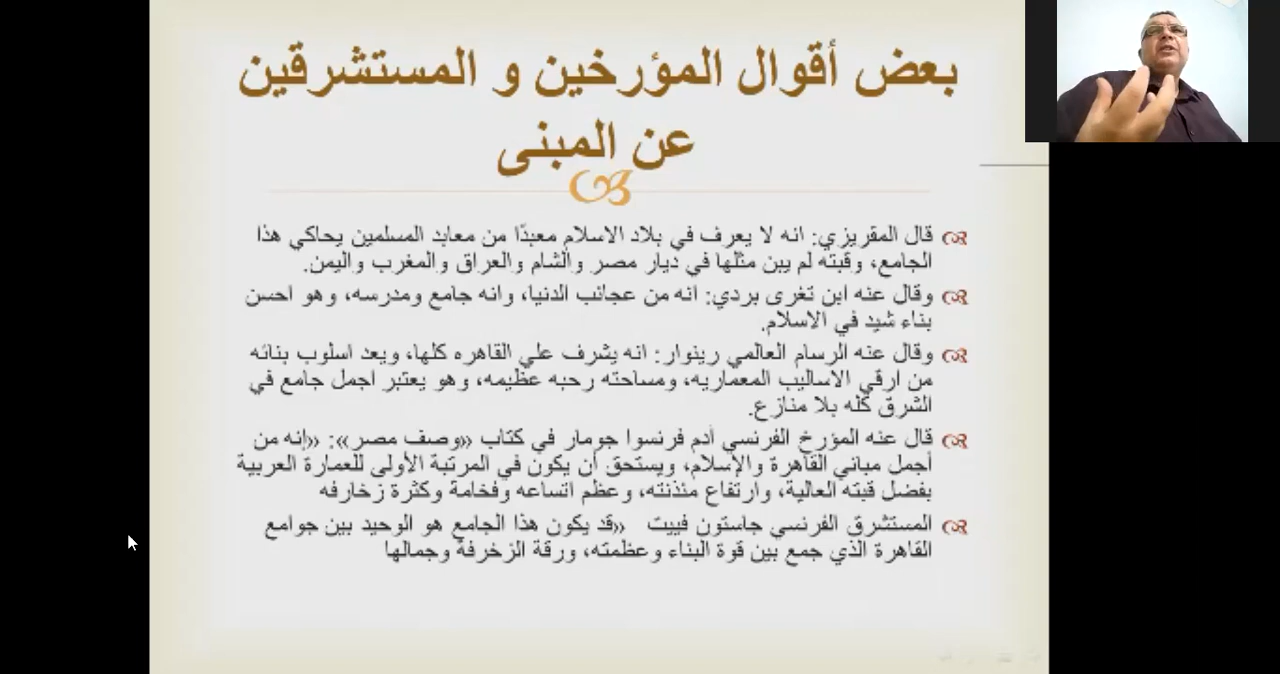 بعض أقوال المؤرخين و المستشرقين
عن المبنى
قال المقريزي: انه لا يعرف في بلاد الاسلام معبدًا من معابد المسلمين يحاكي هذا
الجامع، وقبته لم يبن مثلها في ديار مصر والشام والعراق والمغرب واليمن.
وقال عنه ابن تغرى بردي: انه من عجائب الدنيا، وانه جامع ومدرسه، وهو احسن
بناء شيد في الاسلام.
وقال عنه الرسام العالمي رينوار: انه يشرف علي القاهره كلها، ويعد اسلوب بنائه
من ارقي الاساليب المعماريه، ومساحته رحبه عظيمه، وهو يعتبر اجمل جامع في
الشرق كله بلا منازع.
قال عنه المؤرخ الفرنسي أدم فرنسوا جومار في كتاب «وصف مصر»: «إنه من
أجمل مباني القاهرة والإسلام، ويستحق أن يكون في المرتبة الأولى للعمارة العربية
بفضل قبته العالية، وارتفاع مئذنته، وعظم اتساعه وفخامة وكثرة زخارفه
المستشرق الفرنسي جاستون فييت «قد يكون هذا الجامع هو الوحيد بين جوامع
القاهرة الذي جمع بين قوة البناء وعظمته، ورقة الزخرفة وجمالها